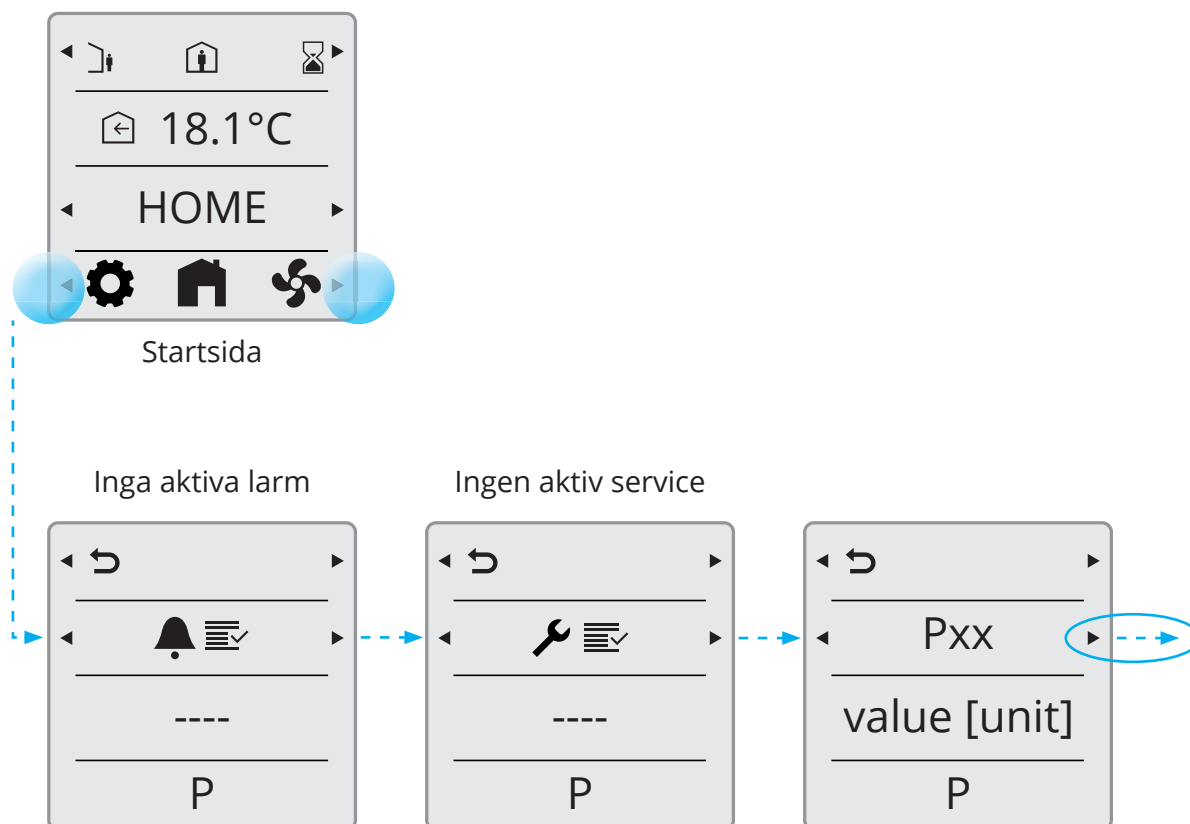 18.1°C
HOME
Startsida
Inga aktiva larm
Ingen aktiv service
Pxx
----
----
value [unit]
P
P
P